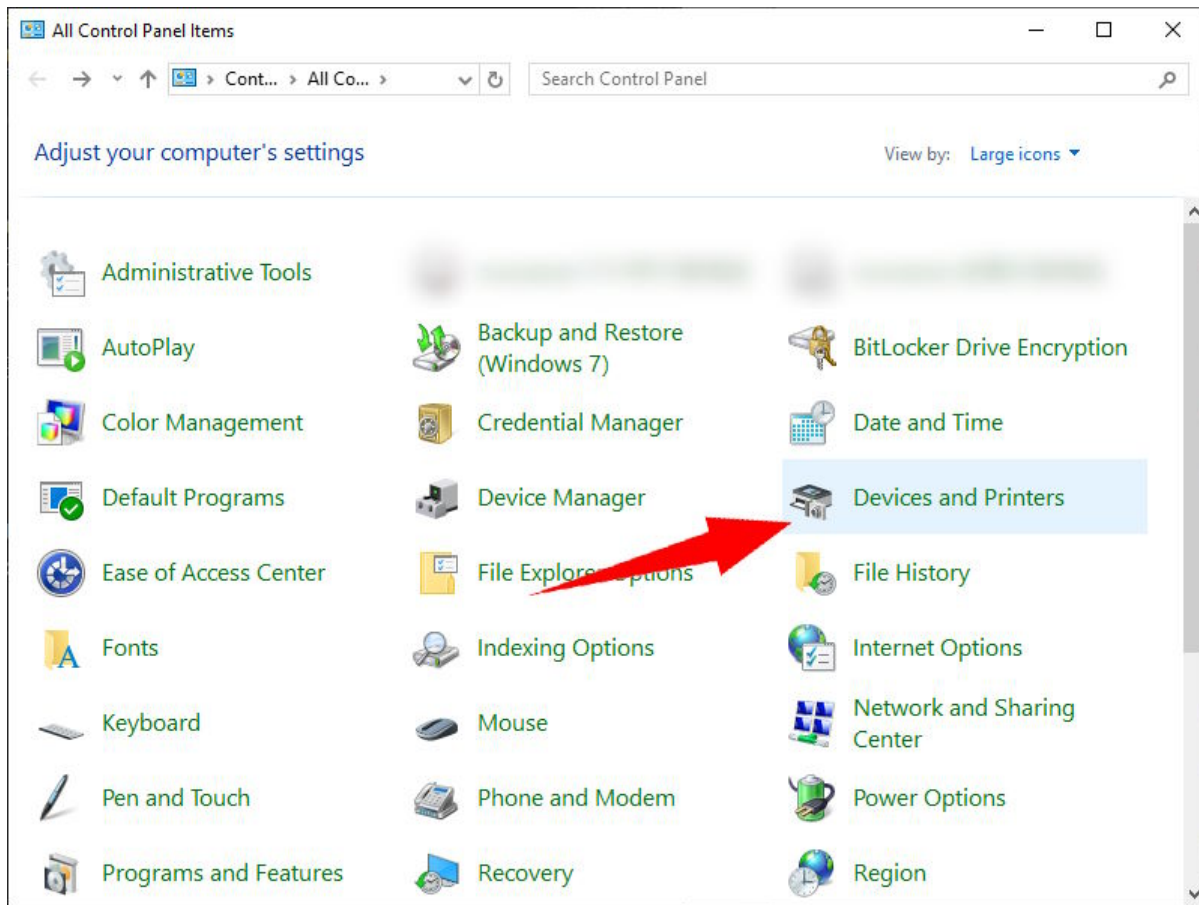 All Control Panel Items
Cont... All Co...
Search Control Panel
Adjust your computer's settings
View by: Large icons
Administrative Tools
AutoPlay
Backup and Restore
(Windows 7)
BitLocker Drive Encryption
Color Management
Credential Manager
Date and Time
Default Programs
Device Manager
Devices and Printers
Ease of Access Center
File Explorer Options
File History
Fonts
Indexing Options
Internet Options
Keyboard
Mouse
Network and Sharing
Center
Pen and Touch
Phone and Modem
Power Options
Programs and Features
Recovery
Region